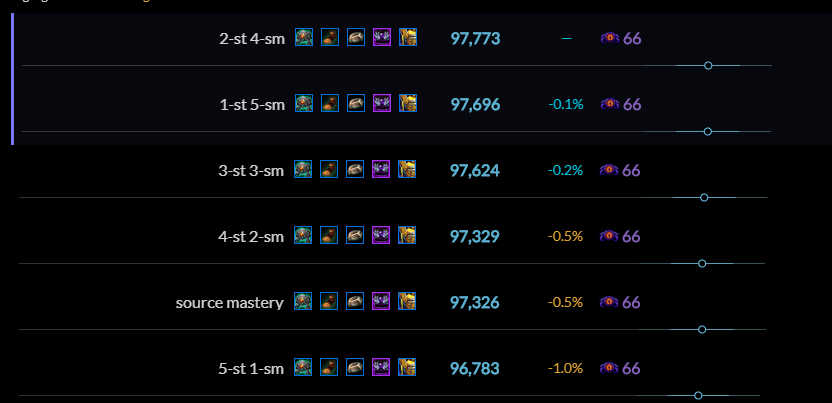 2-st 4-sm 97,773 — 66
1-st 5-sm 97,696 -0.1% 66
3-st 3-sm 97,624 -0.2% 66
4-st 2-sm 97,329 -0.5% 66
source mastery 97,326 -0.5% 66
5-st 1-sm 96,783 -1.0% 66